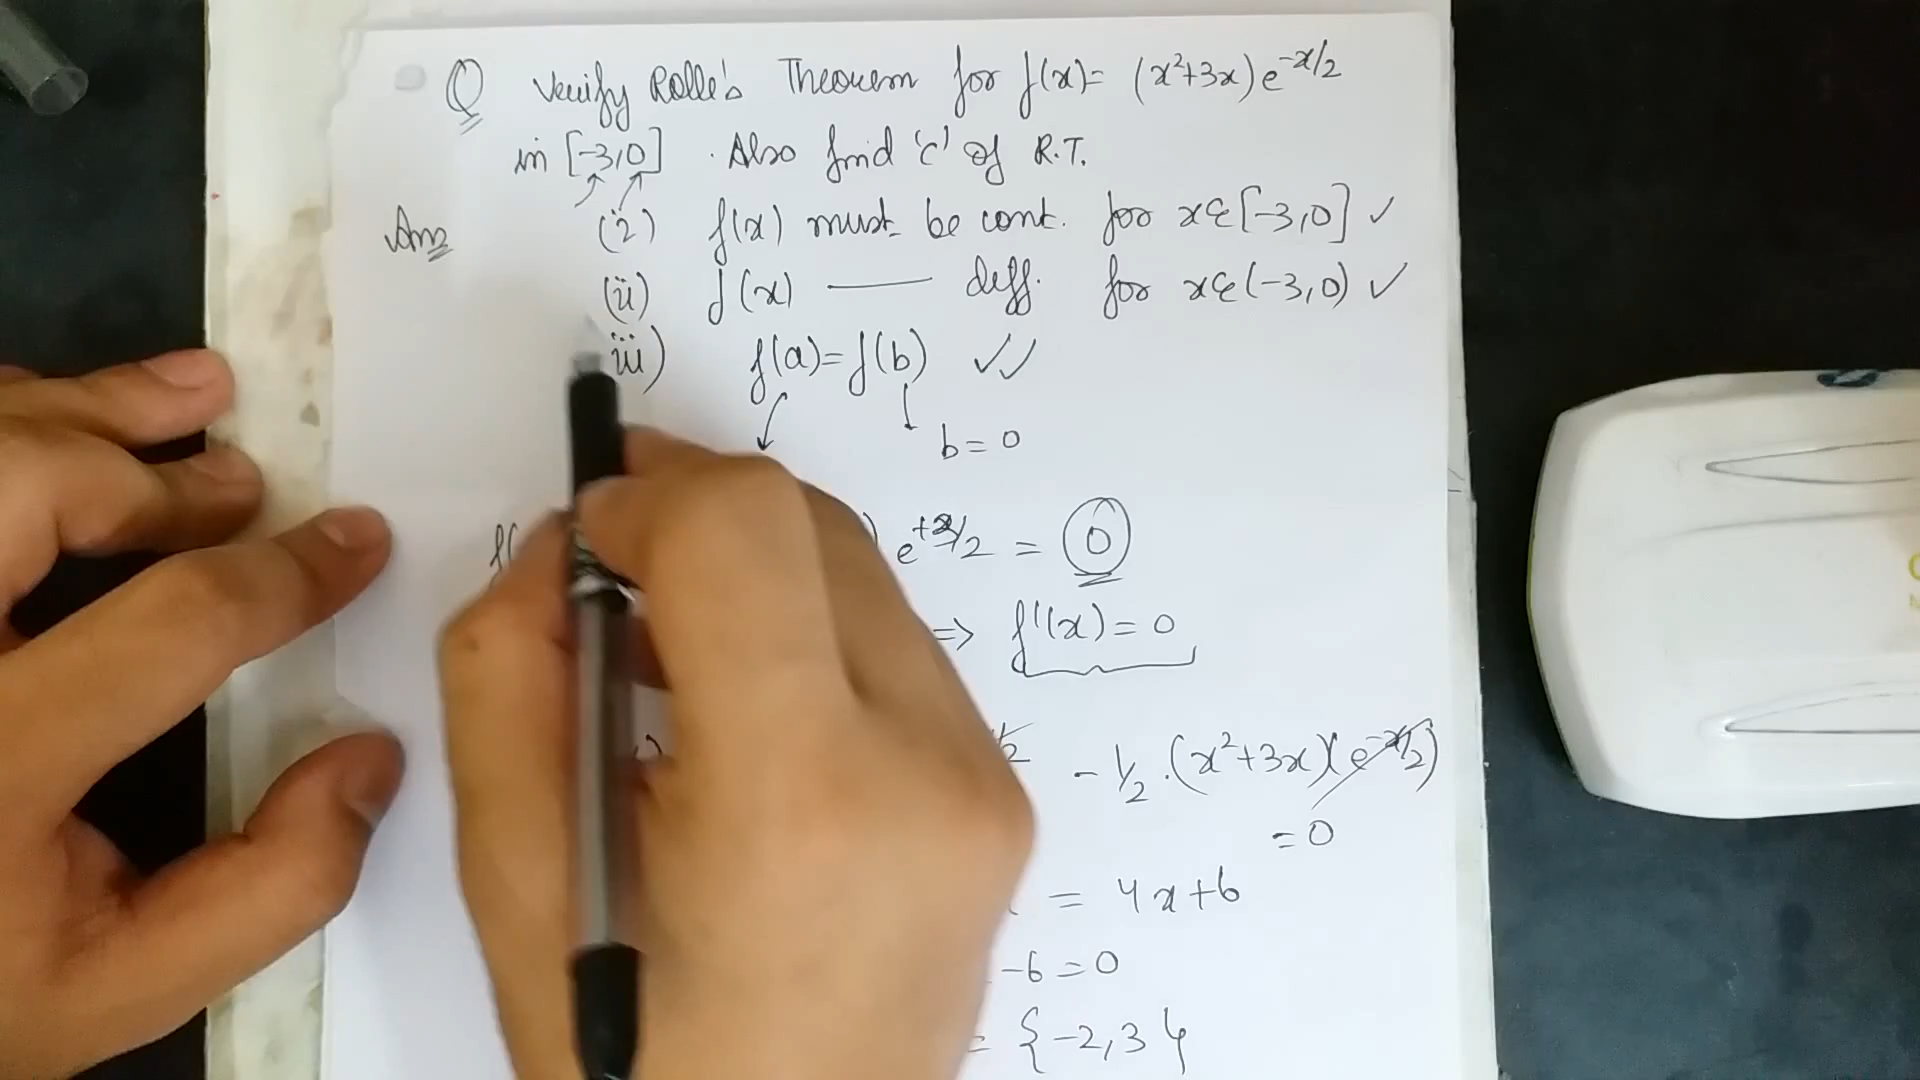 Q Verify Rolle's Theorem for f(x)= (x²+3x)e^-x/2
in [-3,0] . Also find 'c' of R.T.
Ans (i) f(x) must be cont. for x∈[-3,0] ✓
(ii) f(x) —— diff. for x∈(-3,0) ✓
iii) f(a)=f(b) ✓✓
b=0
f( ) e^+3/2 = 0
=> f'(x)=0
- 1/2 .(x²+3x)(e^-x/2)
=0
= 4x+6
-6=0
= {-2,3}